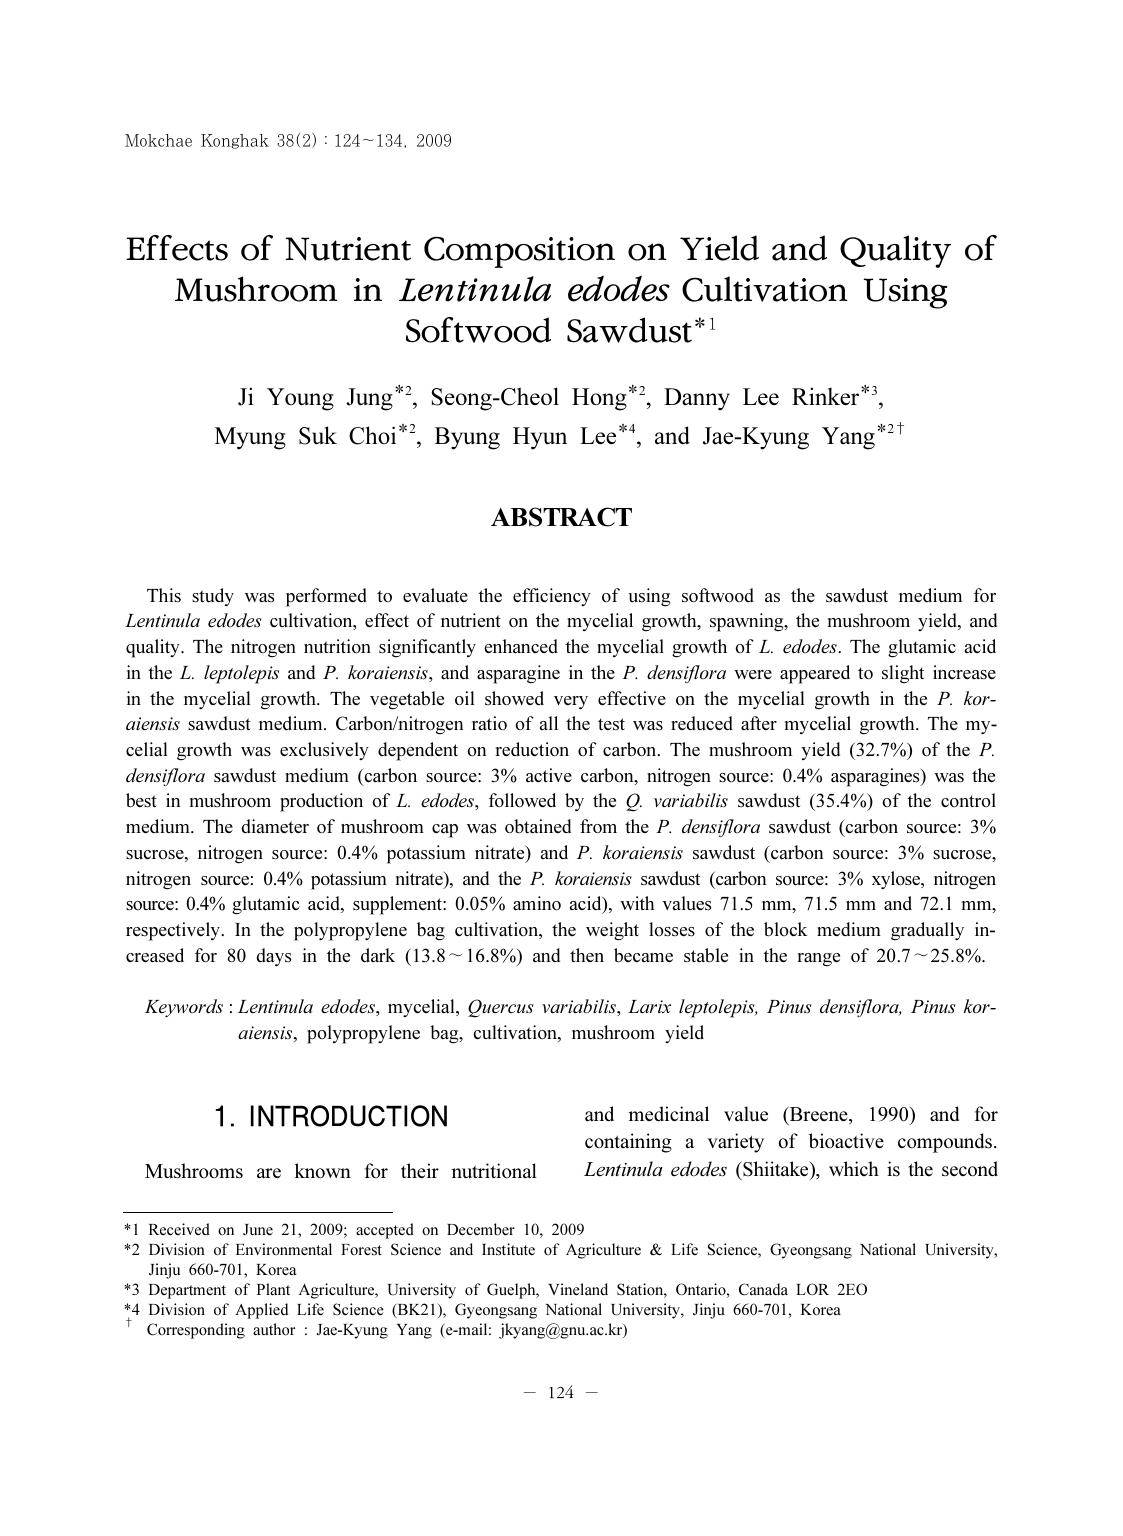 Mokchae Konghak 38(2) : 124~134, 2009
Effects of Nutrient Composition on Yield and Quality of
Mushroom in Lentinula edodes Cultivation Using
Softwood Sawdust*1
Ji Young Jung*2, Seong-Cheol Hong*2, Danny Lee Rinker*3,
Myung Suk Choi*2, Byung Hyun Lee*4, and Jae-Kyung Yang*2†
ABSTRACT
This study was performed to evaluate the efficiency of using softwood as the sawdust medium for
Lentinula edodes cultivation, effect of nutrient on the mycelial growth, spawning, the mushroom yield, and
quality. The nitrogen nutrition significantly enhanced the mycelial growth of L. edodes. The glutamic acid
in the L. leptolepis and P. koraiensis, and asparagine in the P. densiflora were appeared to slight increase
in the mycelial growth. The vegetable oil showed very effective on the mycelial growth in the P. kor-
aiensis sawdust medium. Carbon/nitrogen ratio of all the test was reduced after mycelial growth. The my-
celial growth was exclusively dependent on reduction of carbon. The mushroom yield (32.7%) of the P.
densiflora sawdust medium (carbon source: 3% active carbon, nitrogen source: 0.4% asparagines) was the
best in mushroom production of L. edodes, followed by the Q. variabilis sawdust (35.4%) of the control
medium. The diameter of mushroom cap was obtained from the P. densiflora sawdust (carbon source: 3%
sucrose, nitrogen source: 0.4% potassium nitrate) and P. koraiensis sawdust (carbon source: 3% sucrose,
nitrogen source: 0.4% potassium nitrate), and the P. koraiensis sawdust (carbon source: 3% xylose, nitrogen
source: 0.4% glutamic acid, supplement: 0.05% amino acid), with values 71.5 mm, 71.5 mm and 72.1 mm,
respectively. In the polypropylene bag cultivation, the weight losses of the block medium gradually in-
creased for 80 days in the dark (13.8~16.8%) and then became stable in the range of 20.7~25.8%.
Keywords : Lentinula edodes, mycelial, Quercus variabilis, Larix leptolepis, Pinus densiflora, Pinus kor-
aiensis, polypropylene bag, cultivation, mushroom yield
1. INTRODUCTION
Mushrooms are known for their nutritional
and medicinal value (Breene, 1990) and for
containing a variety of bioactive compounds.
Lentinula edodes (Shiitake), which is the second
*1 Received on June 21, 2009; accepted on December 10, 2009
*2 Division of Environmental Forest Science and Institute of Agriculture & Life Science, Gyeongsang National University,
Jinju 660-701, Korea
*3 Department of Plant Agriculture, University of Guelph, Vineland Station, Ontario, Canada LOR 2EO
*4 Division of Applied Life Science (BK21), Gyeongsang National University, Jinju 660-701, Korea
† Corresponding author : Jae-Kyung Yang (e-mail: jkyang@gnu.ac.kr)
－ 124 －